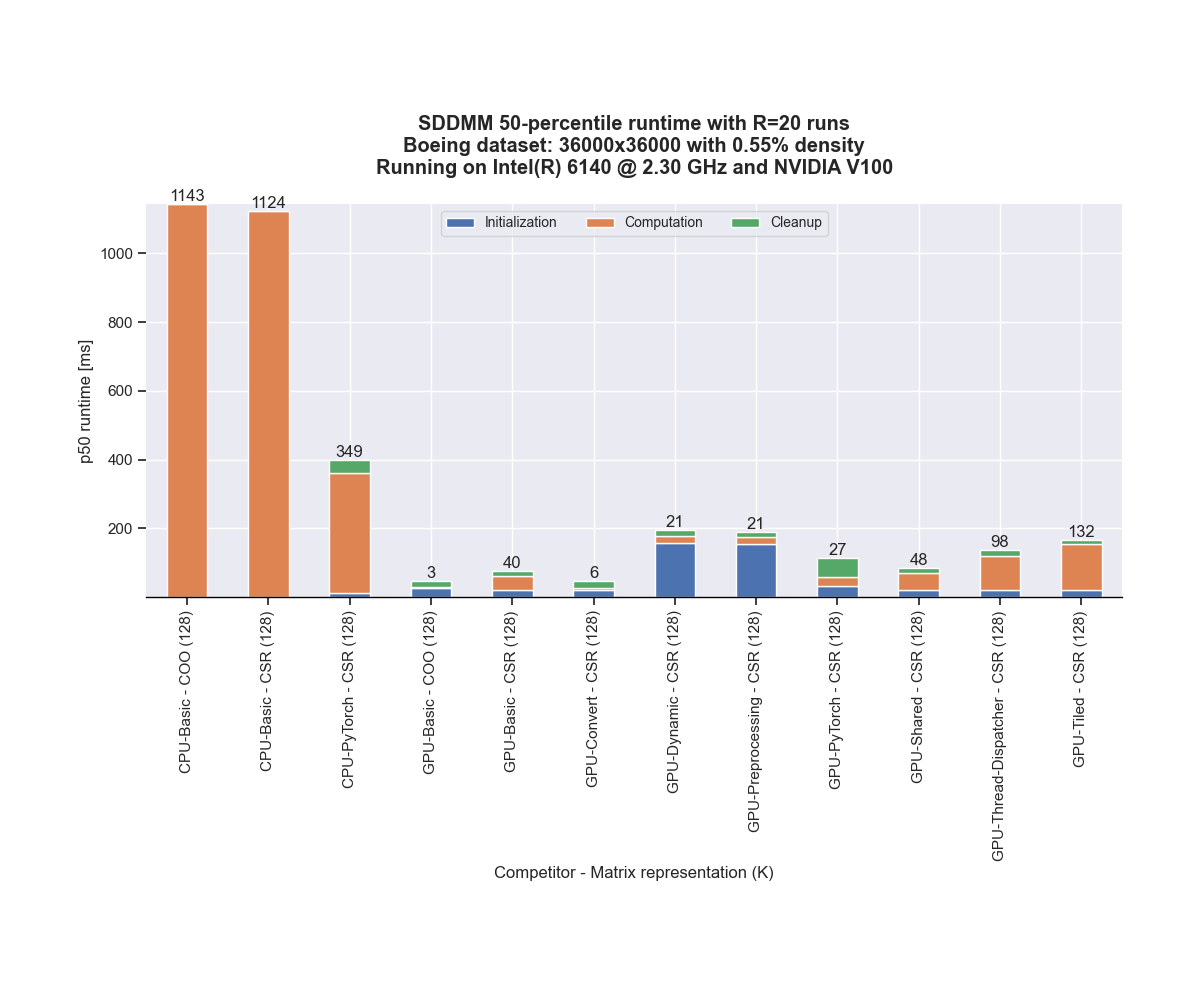 SDDMM 50-percentile runtime with R=20 runs
Boeing dataset: 36000x36000 with 0.55% density
Running on Intel(R) 6140 @ 2.30 GHz and NVIDIA V100
Initialization
Computation
Cleanup
p50 runtime [ms]
1000
800
600
400
200
1143
1124
349
3
40
6
21
21
27
48
98
132
CPU-Basic - COO (128)
CPU-Basic - CSR (128)
CPU-PyTorch - CSR (128)
GPU-Basic - COO (128)
GPU-Basic - CSR (128)
GPU-Convert - CSR (128)
GPU-Dynamic - CSR (128)
GPU-Preprocessing - CSR (128)
GPU-PyTorch - CSR (128)
GPU-Shared - CSR (128)
GPU-Thread-Dispatcher - CSR (128)
GPU-Tiled - CSR (128)
Competitor - Matrix representation (K)